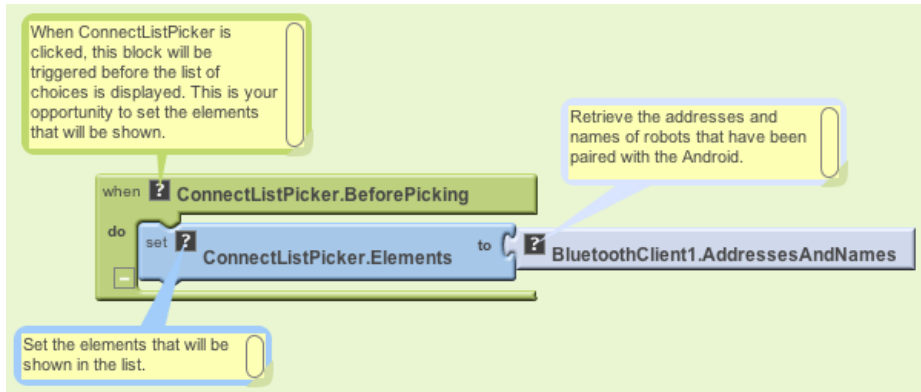 When ConnectListPicker is
clicked, this block will be
triggered before the list of
choices is displayed. This is your
opportunity to set the elements
that will be shown.
Retrieve the addresses and
names of robots that have been
paired with the Android.
when ? ConnectListPicker.BeforePicking
do set ? ConnectListPicker.Elements to ? BluetoothClient1.AddressesAndNames
Set the elements that will be
shown in the list.